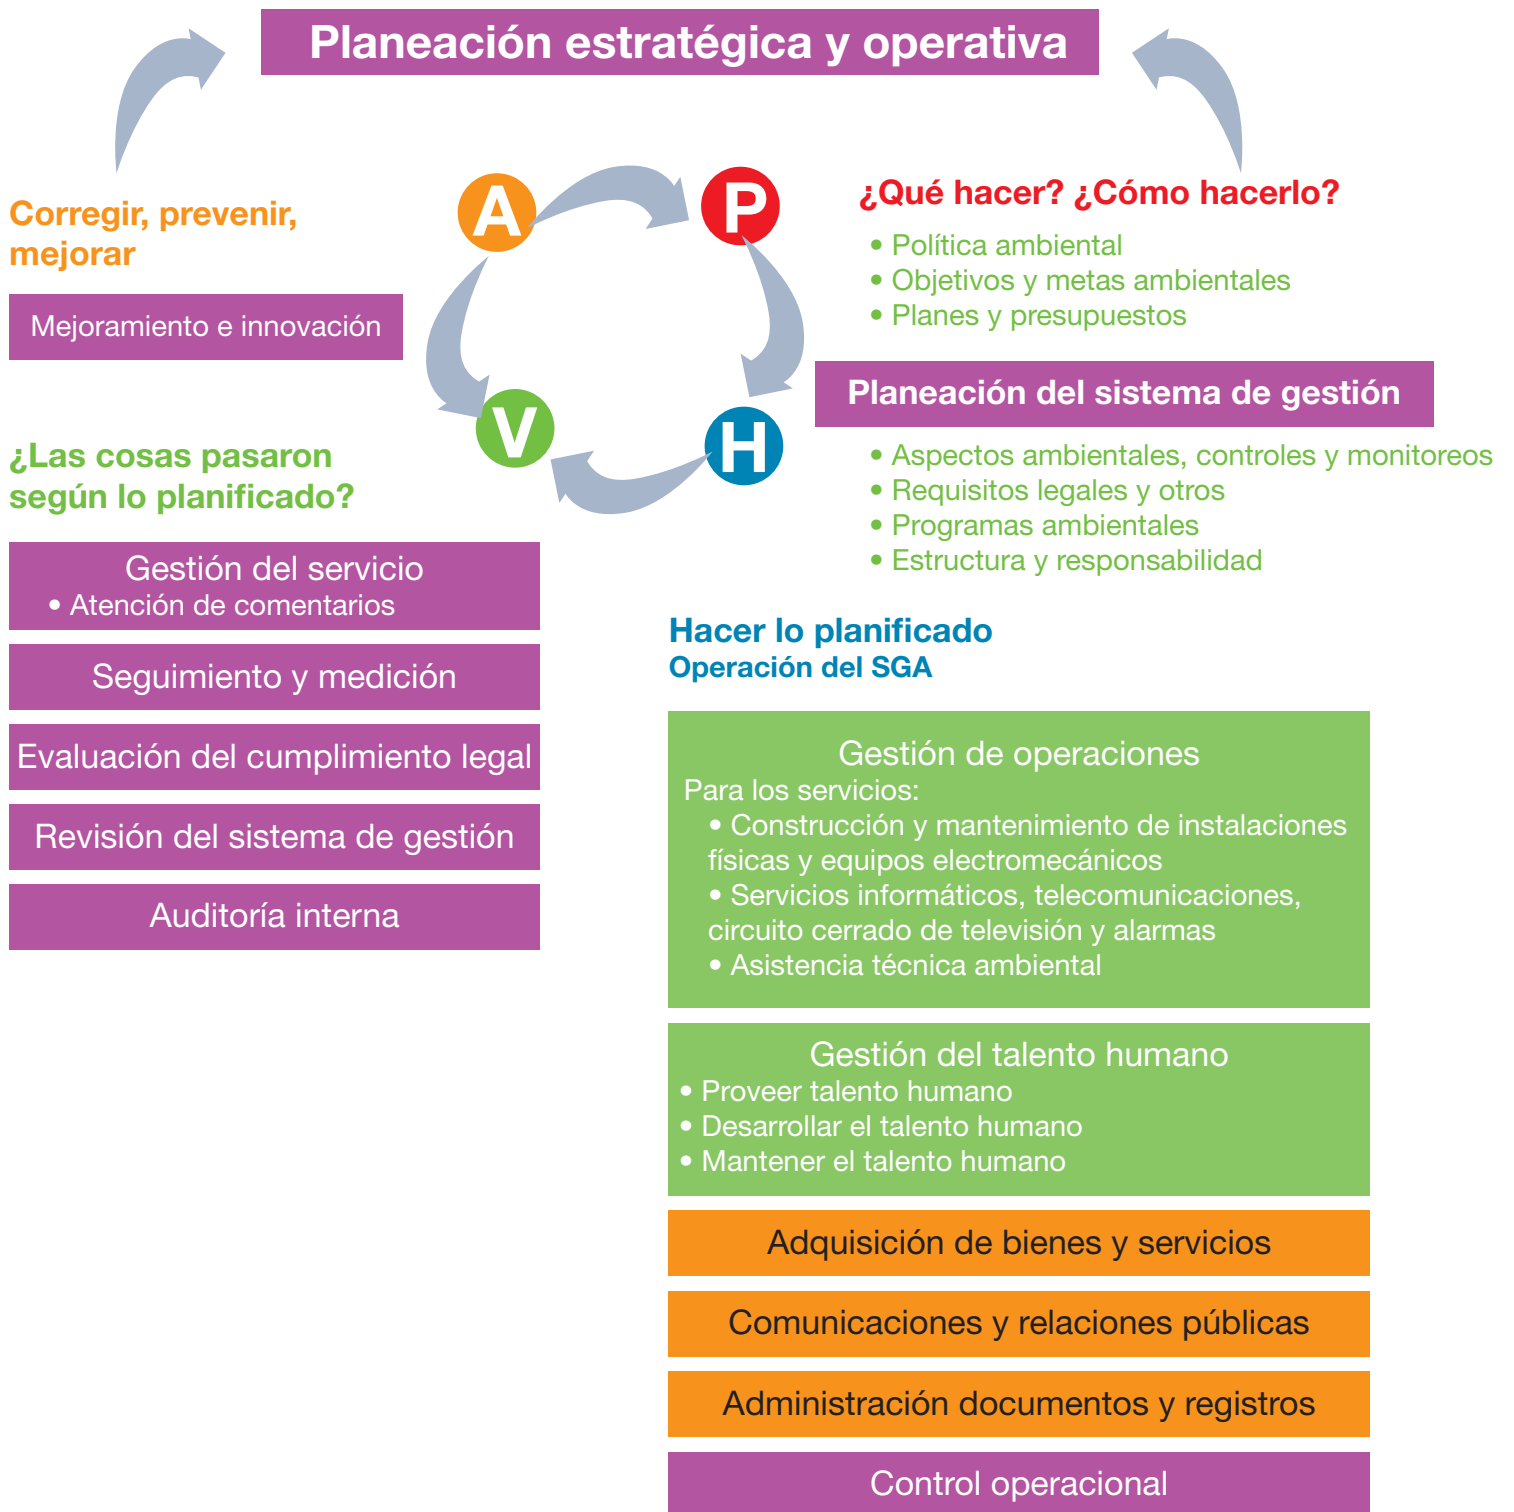 Planeación estratégica y operativa
A
P
V
H
Corregir, prevenir,
mejorar
Mejoramiento e innovación
¿Las cosas pasaron
según lo planificado?
Gestión del servicio
• Atención de comentarios
Seguimiento y medición
Evaluación del cumplimiento legal
Revisión del sistema de gestión
Auditoría interna
¿Qué hacer? ¿Cómo hacerlo?
• Política ambiental
• Objetivos y metas ambientales
• Planes y presupuestos
Planeación del sistema de gestión
• Aspectos ambientales, controles y monitoreos
• Requisitos legales y otros
• Programas ambientales
• Estructura y responsabilidad
Hacer lo planificado
Operación del SGA
Gestión de operaciones
Para los servicios:
• Construcción y mantenimiento de instalaciones
físicas y equipos electromecánicos
• Servicios informáticos, telecomunicaciones,
circuito cerrado de televisión y alarmas
• Asistencia técnica ambiental
Gestión del talento humano
• Proveer talento humano
• Desarrollar el talento humano
• Mantener el talento humano
Adquisición de bienes y servicios
Comunicaciones y relaciones públicas
Administración documentos y registros
Control operacional